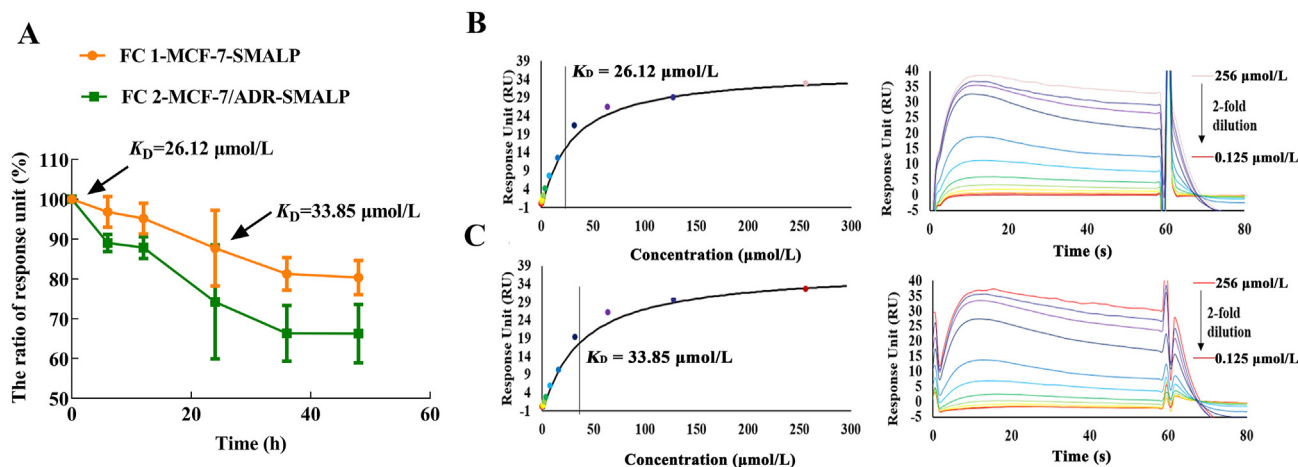 A
FC 1-MCF-7-SMALP
FC 2-MCF-7/ADR-SMALP
The ratio of response unit (%)
110
100
90
80
70
60
50
KD=26.12 μmol/L
KD=33.85 μmol/L
0
20
40
60
Time (h)
B
Response Unit (RU)
39
34
29
24
19
14
9
4
-1
KD = 26.12 μmol/L
0
50
100
150
200
250
300
Concentration (μmol/L)
Response Unit (RU)
40
35
30
25
20
15
10
5
0
-5
256 μmol/L
2-fold
dilution
0.125 μmol/L
0
20
40
60
80
Time (s)
C
Response Unit (RU)
39
34
29
24
19
14
9
4
-1
KD = 33.85 μmol/L
0
50
100
150
200
250
300
Concentration (μmol/L)
Response Unit (RU)
40
35
30
25
20
15
10
5
0
-5
256 μmol/L
2-fold
dilution
0.125 μmol/L
0
20
40
60
80
Time (s)